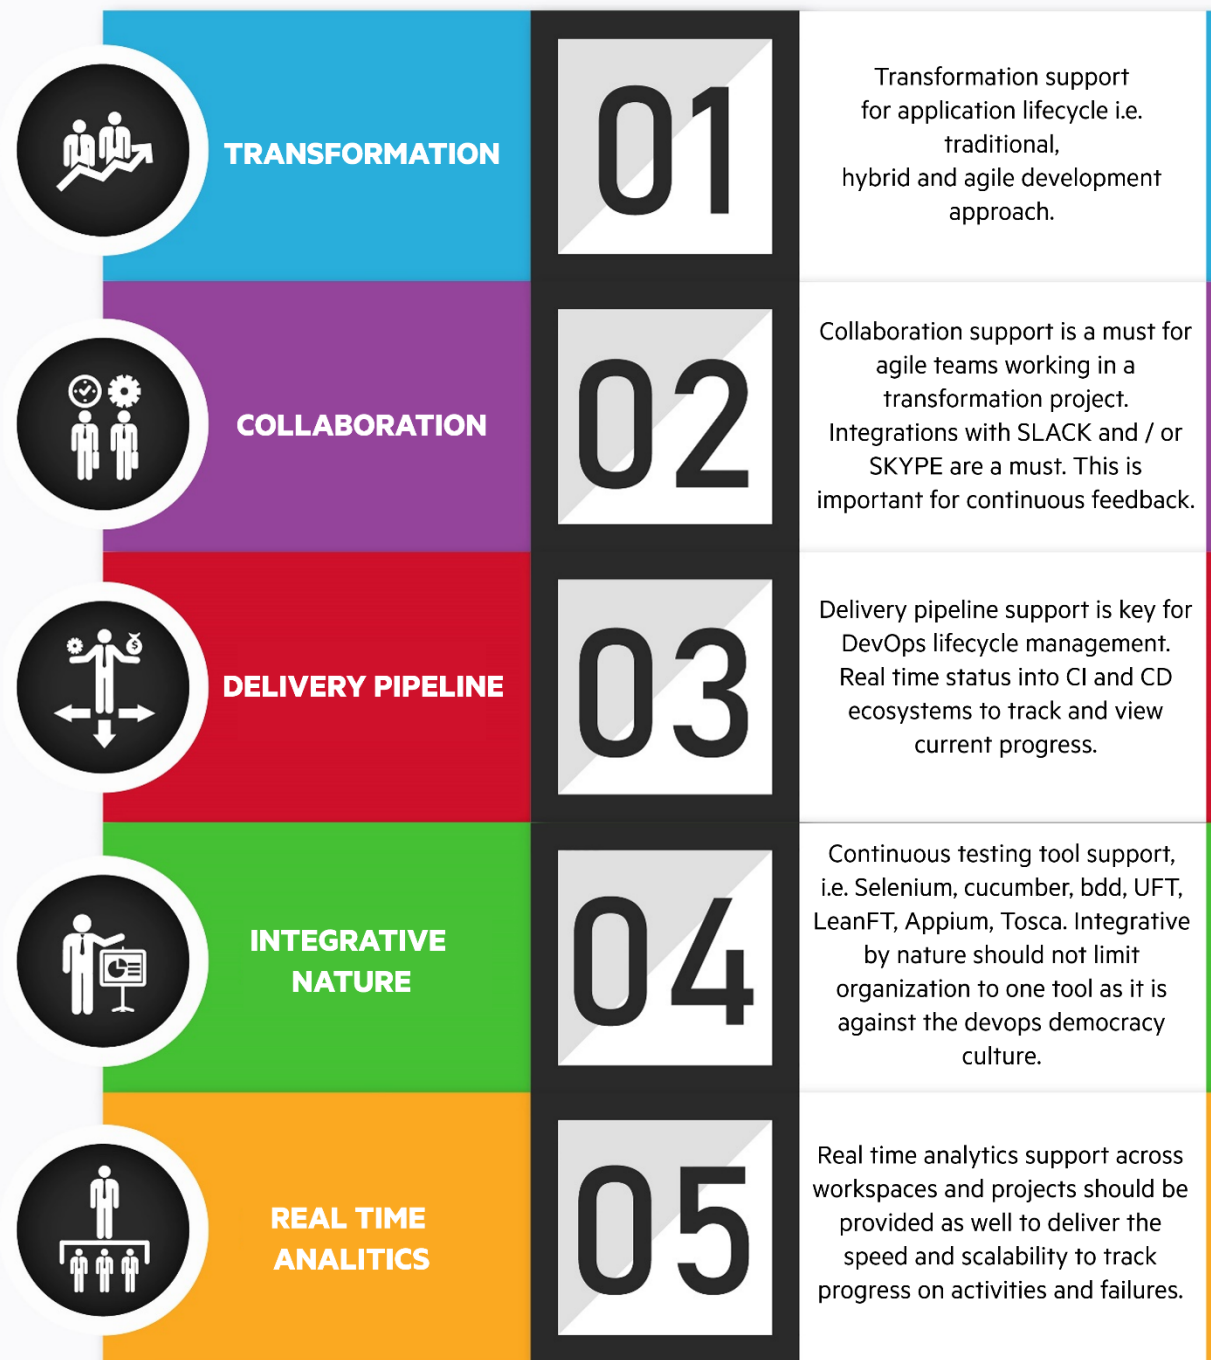 TRANSFORMATION
01
Transformation support
for application lifecycle i.e.
traditional,
hybrid and agile development
approach.
COLLABORATION
02
Collaboration support is a must for
agile teams working in a
transformation project.
Integrations with SLACK and / or
SKYPE are a must. This is
important for continuous feedback.
DELIVERY PIPELINE
03
Delivery pipeline support is key for
DevOps lifecycle management.
Real time status into CI and CD
ecosystems to track and view
current progress.
INTEGRATIVE
NATURE
04
Continuous testing tool support,
i.e. Selenium, cucumber, bdd, UFT,
LeanFT, Appium, Tosca. Integrative
by nature should not limit
organization to one tool as it is
against the devops democracy
culture.
REAL TIME
ANALITICS
05
Real time analytics support across
workspaces and projects should be
provided as well to deliver the
speed and scalability to track
progress on activities and failures.